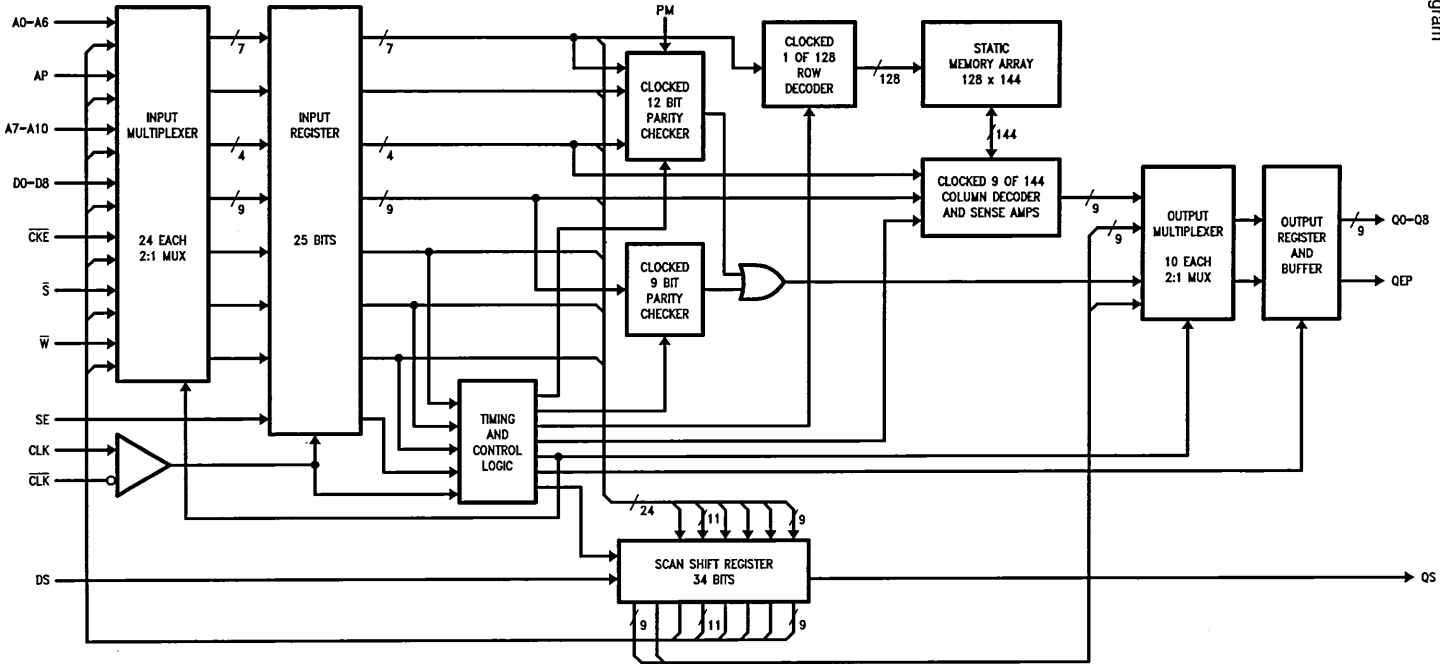 gram
A0-A6
AP
A7-A10
D0-D8
C̅K̅E̅
S̅
W̅
SE
CLK
C̅L̅K̅
DS
INPUT
MULTIPLEXER
24 EACH
2:1 MUX
7
4
9
INPUT
REGISTER
25 BITS
7
4
9
PM
CLOCKED
12 BIT
PARITY
CHECKER
CLOCKED
9 BIT
PARITY
CHECKER
CLOCKED
1 OF 128
ROW
DECODER
128
STATIC
MEMORY ARRAY
128 x 144
144
CLOCKED 9 OF 144
COLUMN DECODER
AND SENSE AMPS
9
9
OUTPUT
MULTIPLEXER
10 EACH
2:1 MUX
OUTPUT
REGISTER
AND
BUFFER
9
Q0-Q8
QEP
TIMING
AND
CONTROL
LOGIC
24
11
9
SCAN SHIFT REGISTER
34 BITS
9
11
9
QS